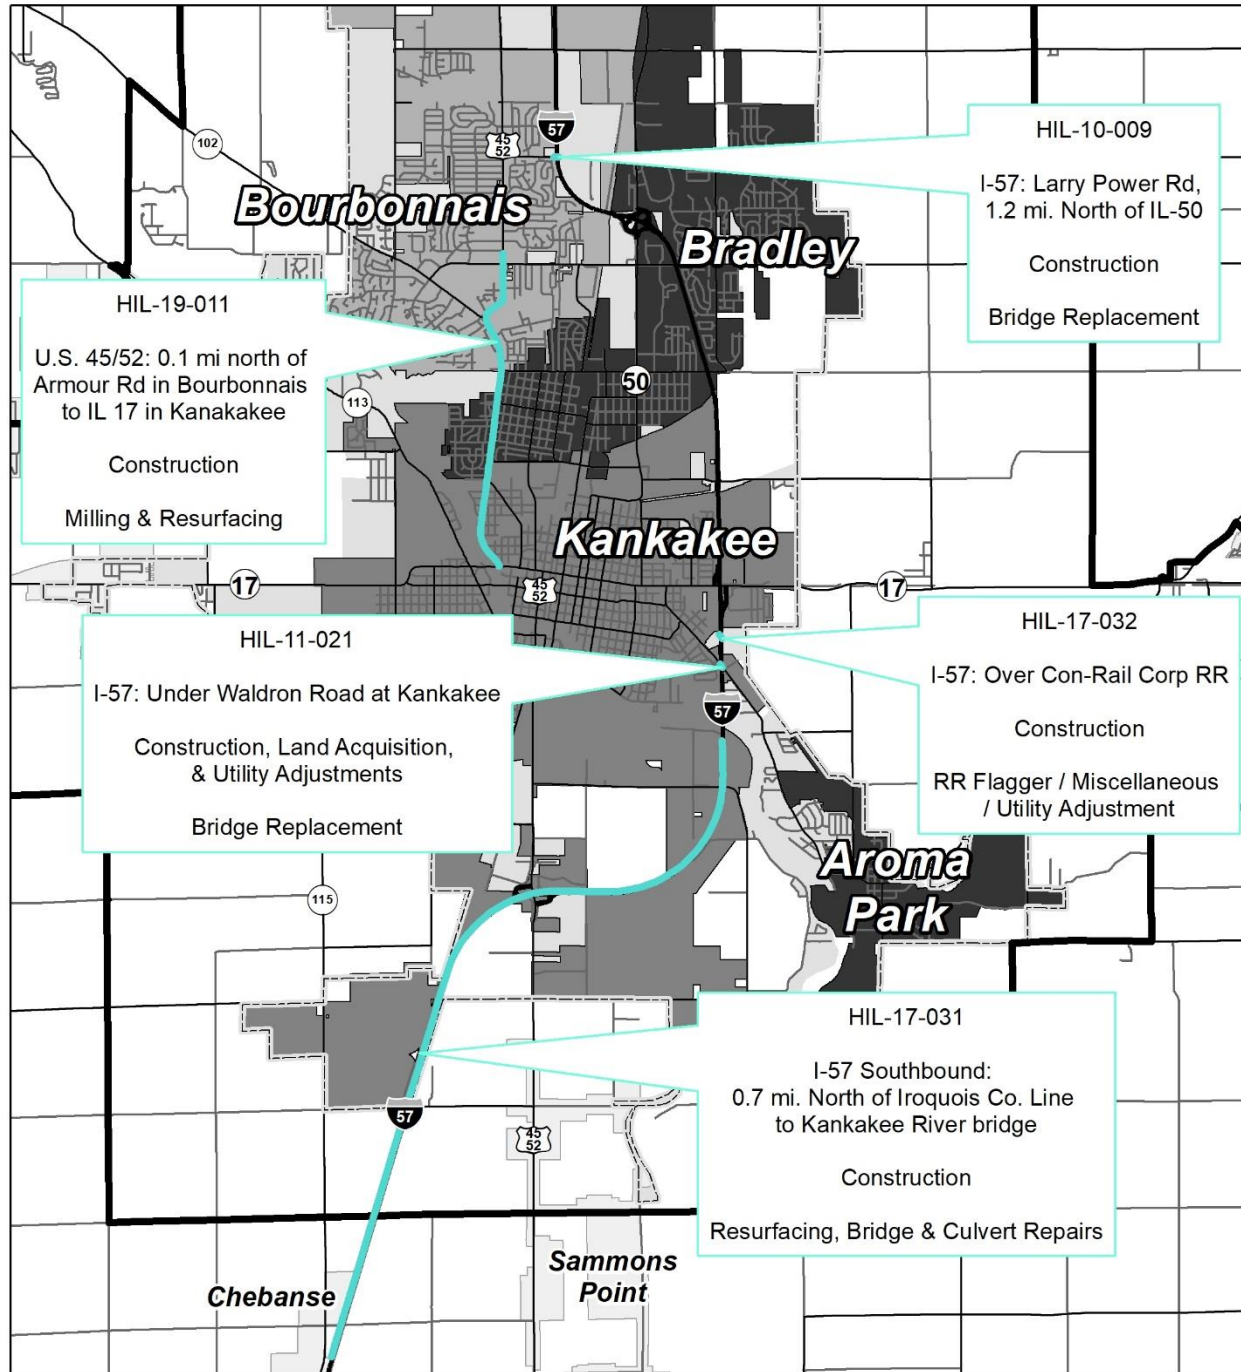 57
45
52
102
Bourbonnais
Bradley
HIL-10-009
I-57: Larry Power Rd,
1.2 mi. North of IL-50
Construction
Bridge Replacement
HIL-19-011
U.S. 45/52: 0.1 mi north of
Armour Rd in Bourbonnais
to IL 17 in Kanakakee
Construction
Milling & Resurfacing
50
113
Kankakee
17
45
52
17
HIL-11-021
I-57: Under Waldron Road at Kankakee
Construction, Land Acquisition,
& Utility Adjustments
Bridge Replacement
HIL-17-032
I-57: Over Con-Rail Corp RR
Construction
RR Flagger / Miscellaneous
/ Utility Adjustment
57
Aroma
Park
115
HIL-17-031
I-57 Southbound:
0.7 mi. North of Iroquois Co. Line
to Kankakee River bridge
Construction
Resurfacing, Bridge & Culvert Repairs
57
45
52
Sammons
Point
Chebanse